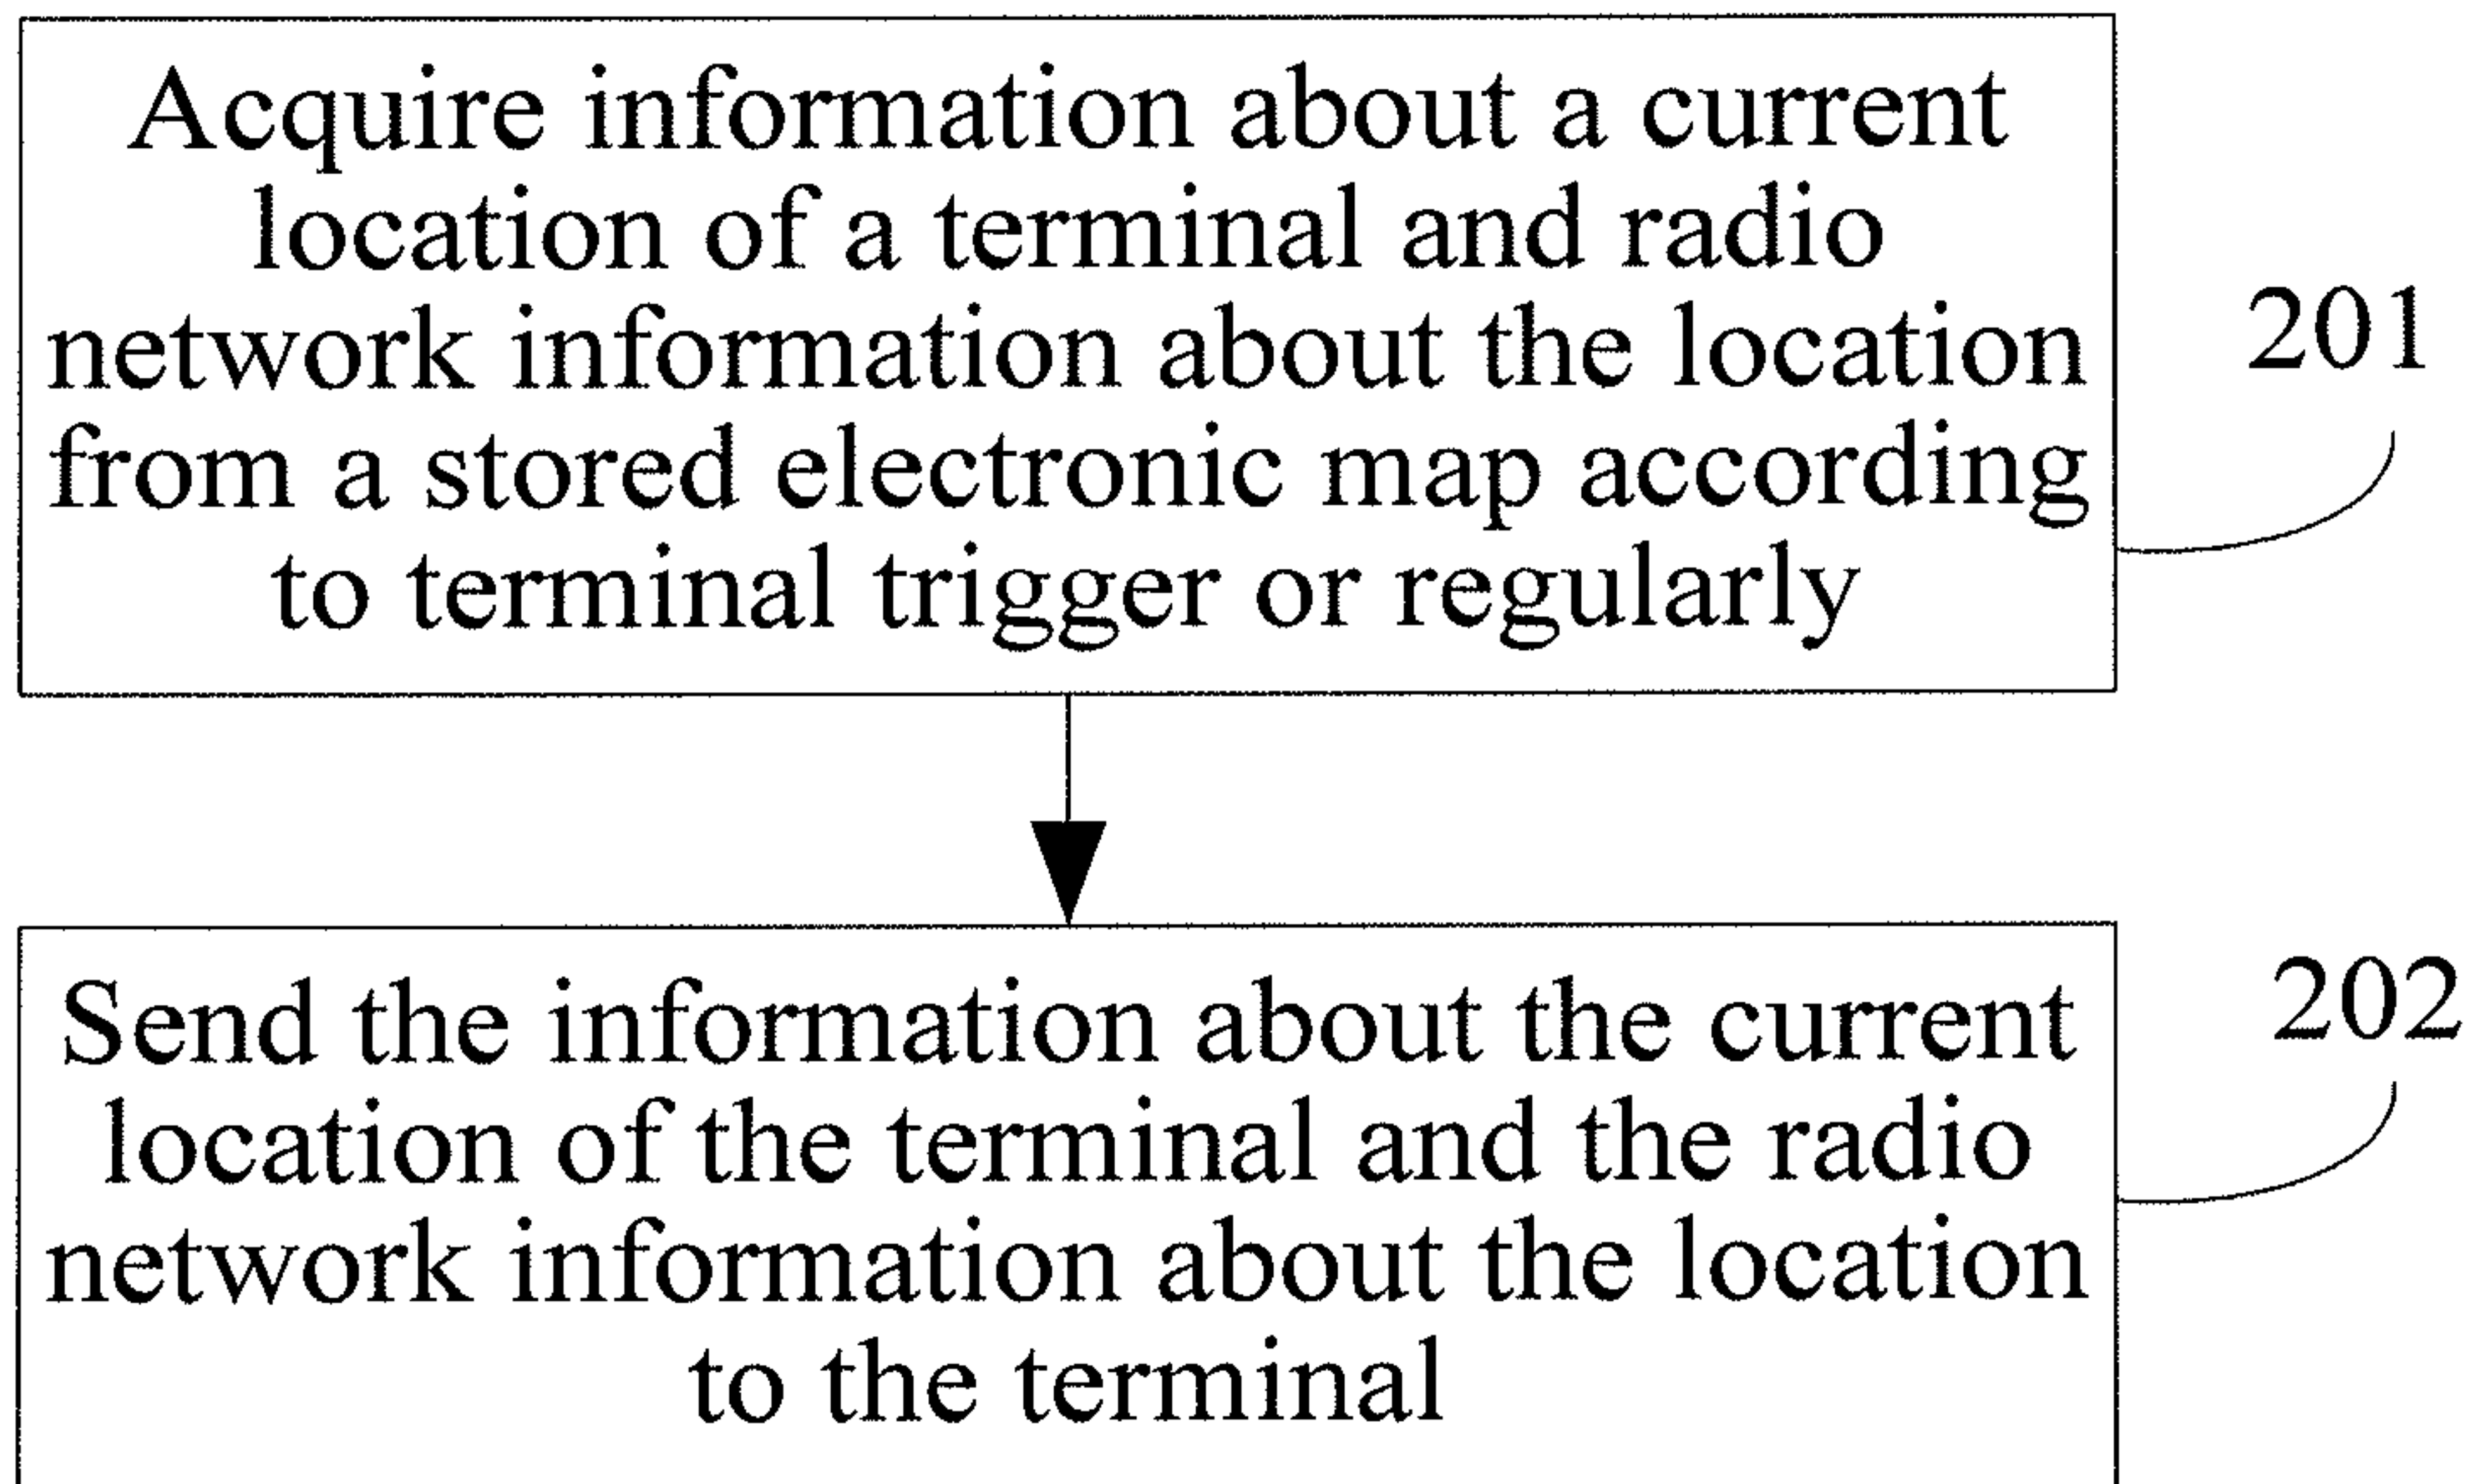 Acquire information about a current
location of a terminal and radio
network information about the location
from a stored electronic map according
to terminal trigger or regularly
201
Send the information about the current
location of the terminal and the radio
network information about the location
to the terminal
202